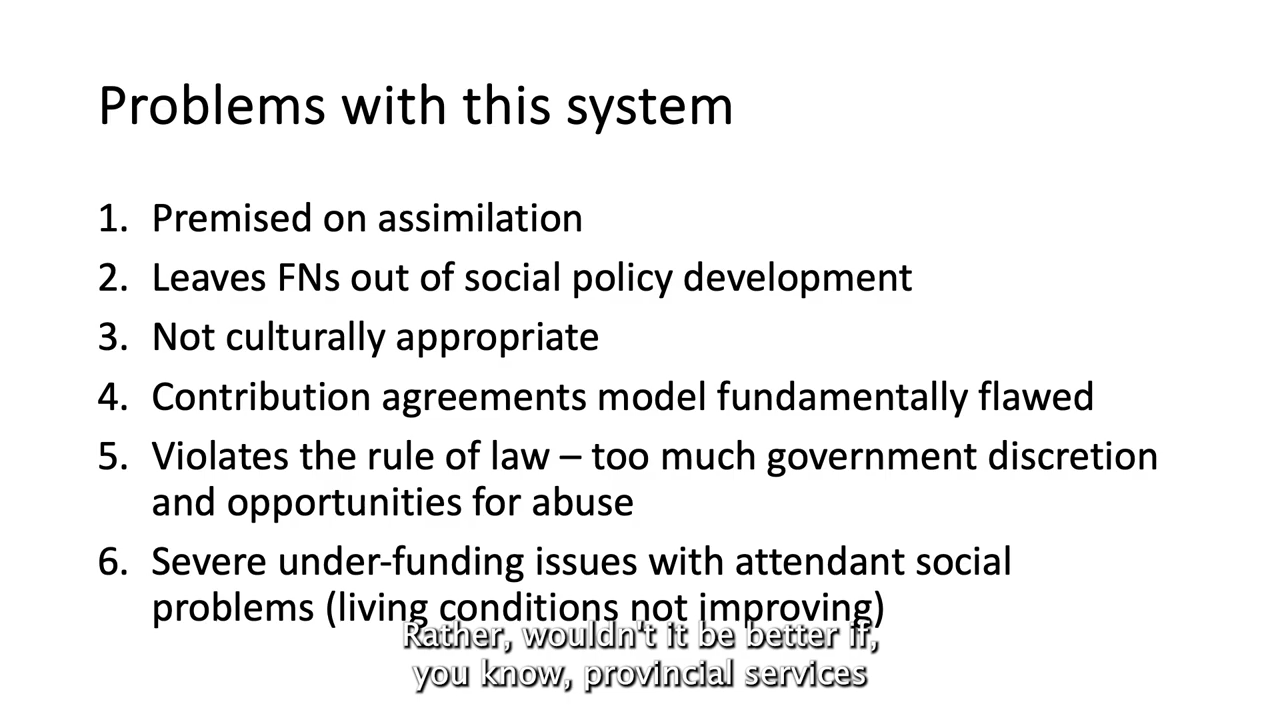 Problems with this system
1. Premised on assimilation
2. Leaves FNs out of social policy development
3. Not culturally appropriate
4. Contribution agreements model fundamentally flawed
5. Violates the rule of law – too much government discretion
and opportunities for abuse
6. Severe under-funding issues with attendant social
problems (living conditions not improving)
Rather, wouldn't it be better if,
you know, provincial services